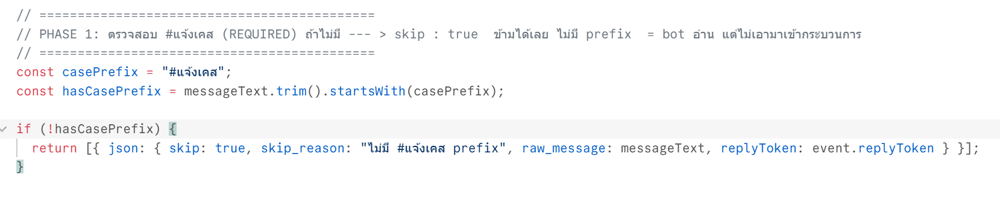 // ============================================
// PHASE 1: ตรวจสอบ #แจ้งเคส (REQUIRED) ถ้าไม่มี --- > skip : true  ข้ามได้เลย ไม่มี prefix  = bot อ่าน แต่ไม่เอามาเข้ากระบวนการ
// ============================================
const casePrefix = "#แจ้งเคส";
const hasCasePrefix = messageText.trim().startsWith(casePrefix);
if (!hasCasePrefix) {
  return [{ json: { skip: true, skip_reason: "ไม่มี #แจ้งเคส prefix", raw_message: messageText, replyToken: event.replyToken } }];
}